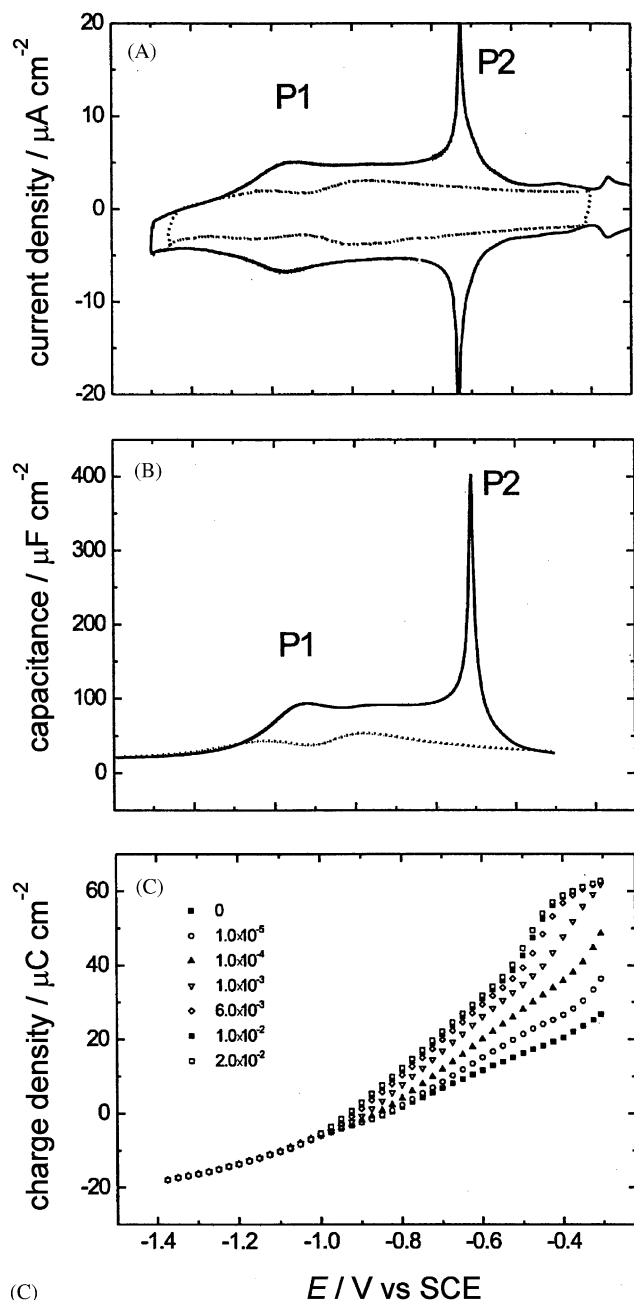 (A)
P1
P2
20
10
0
-10
-20
current density / μA cm⁻²
(B)
P1
P2
400
300
200
100
50
0
capacitance / μF cm⁻²
(C)
0
1.0x10⁻⁵
1.0x10⁻⁴
1.0x10⁻³
6.0x10⁻³
1.0x10⁻²
2.0x10⁻²
60
40
20
0
-20
charge density / μC cm⁻²
-1.4 -1.2 -1.0 -0.8 -0.6 -0.4
(C)
E / V vs SCE